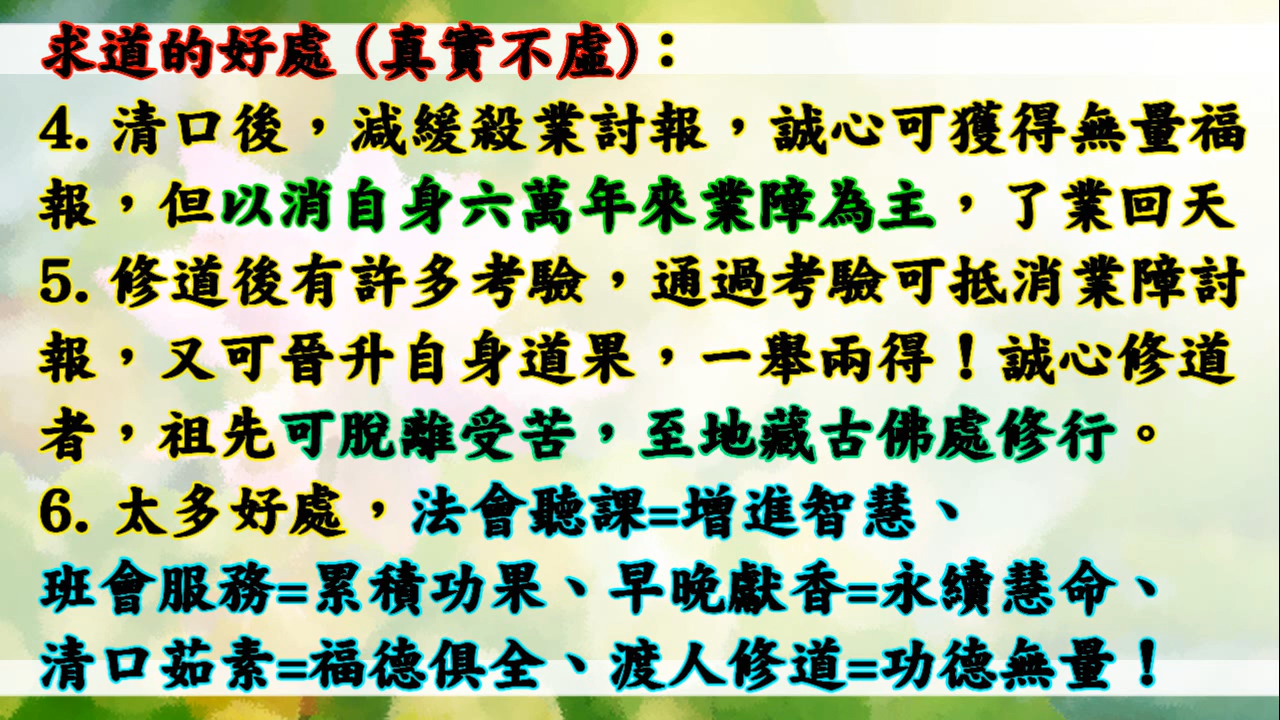 求道的好處(真實不虛)：
4. 清口後，減緩殺業討報，誠心可獲得無量福
報，但以消自身六萬年來業障為主，了業回天
5. 修道後有許多考驗，通過考驗可抵消業障討
報，又可晉升自身道果，一舉兩得！誠心修道
者，祖先可脫離受苦，至地藏古佛處修行。
6. 太多好處，法會聽課=增進智慧、
班會服務=累積功果、早晚獻香=永續慧命、
清口茹素=福德俱全、渡人修道=功德無量！